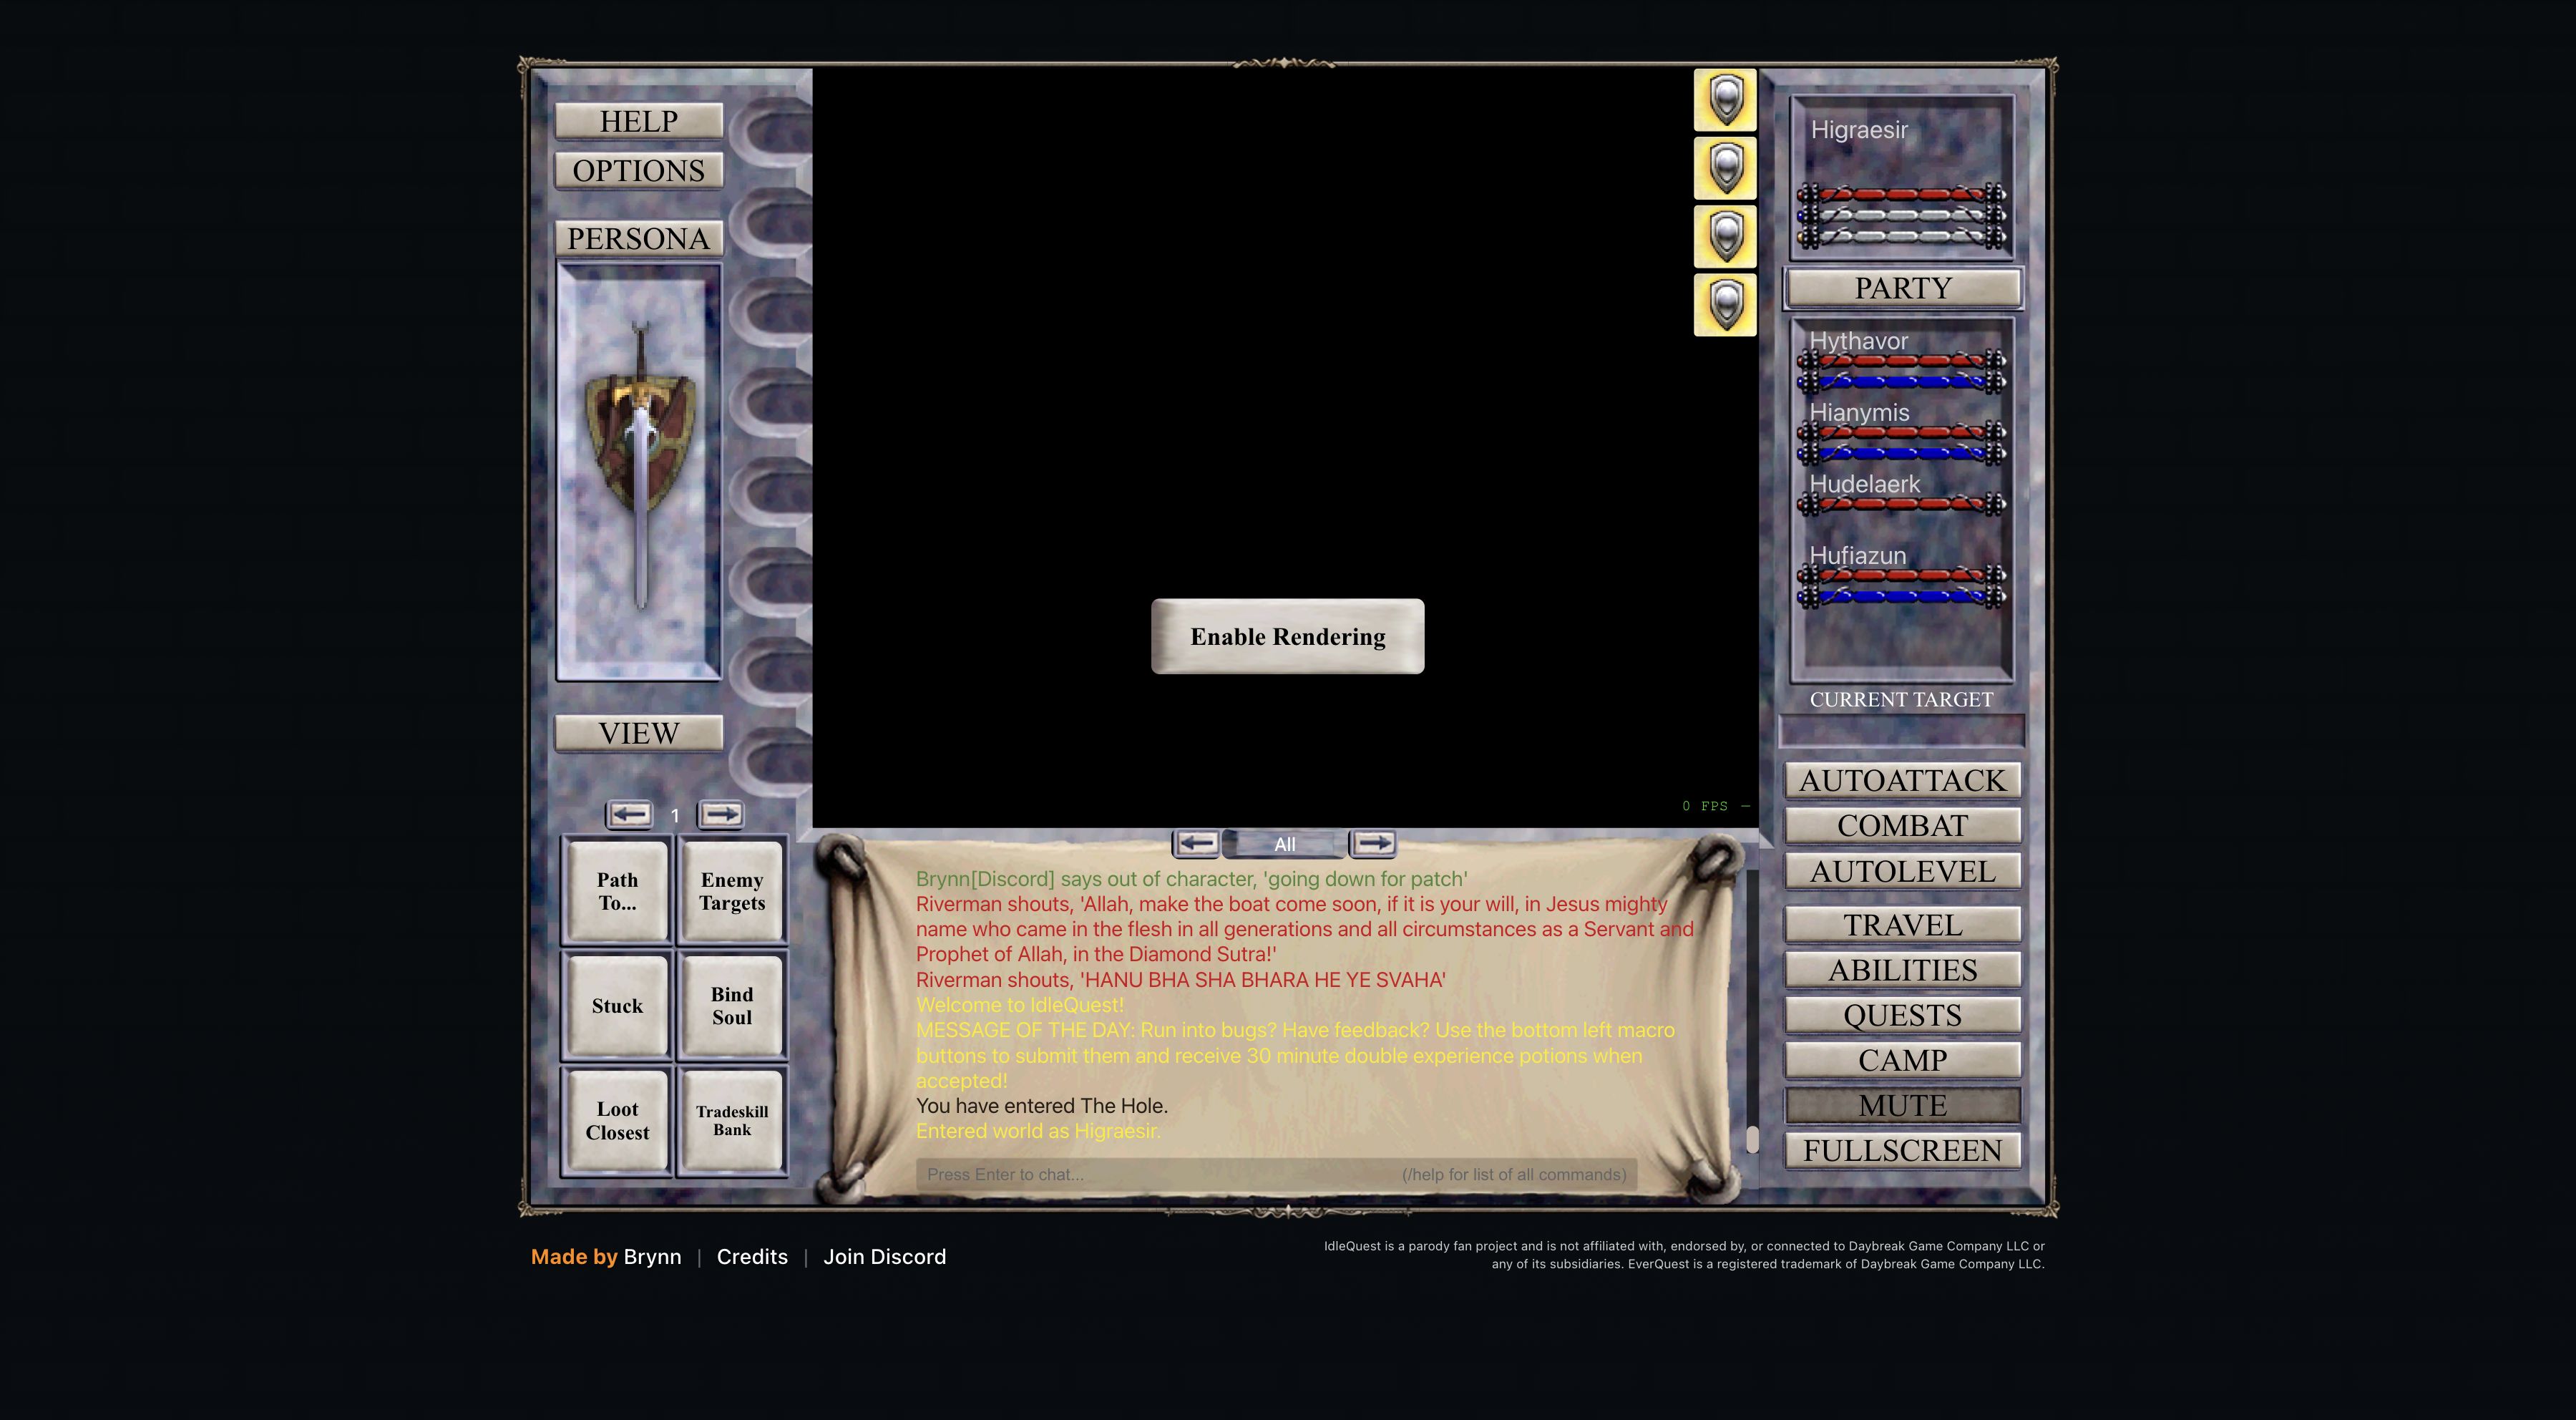 HELP
OPTIONS
PERSONA
VIEW
1
Path
To...
Enemy
Targets
Stuck
Bind
Soul
Loot
Closest
Tradeskill
Bank
Enable Rendering
0 FPS –
All
Brynn[Discord] says out of character, 'going down for patch'
Riverman shouts, 'Allah, make the boat come soon, if it is your will, in Jesus mighty
name who came in the flesh in all generations and all circumstances as a Servant and
Prophet of Allah, in the Diamond Sutra!'
Riverman shouts, 'HANU BHA SHA BHARA HE YE SVAHA'
Welcome to IdleQuest!
MESSAGE OF THE DAY: Run into bugs? Have feedback? Use the bottom left macro
buttons to submit them and receive 30 minute double experience potions when
accepted!
You have entered The Hole.
Entered world as Higraesir.
Press Enter to chat... (/help for list of all commands)
Higraesir
PARTY
Hythavor
Hianymis
Hudelaerk
Hufiazun
CURRENT TARGET
AUTOATTACK
COMBAT
AUTOLEVEL
TRAVEL
ABILITIES
QUESTS
CAMP
MUTE
FULLSCREEN
Made by Brynn | Credits | Join Discord
IdleQuest is a parody fan project and is not affiliated with, endorsed by, or connected to Daybreak Game Company LLC or
any of its subsidiaries. EverQuest is a registered trademark of Daybreak Game Company LLC.